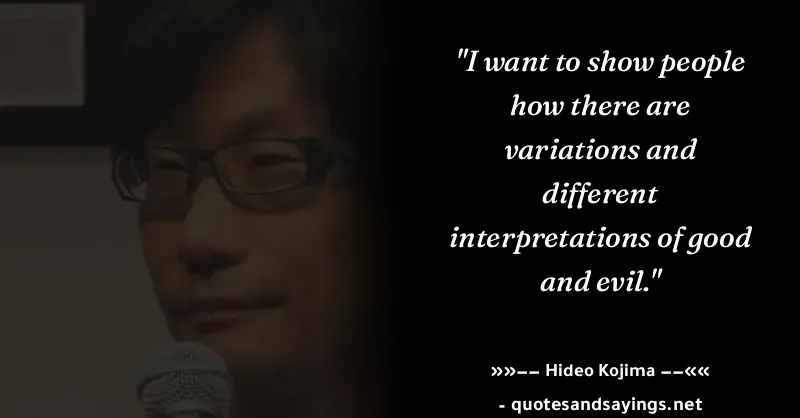 "I want to show people
how there are
variations and
different
interpretations of good
and evil."
»»−− Hideo Kojima −−««
- quotesandsayings.net